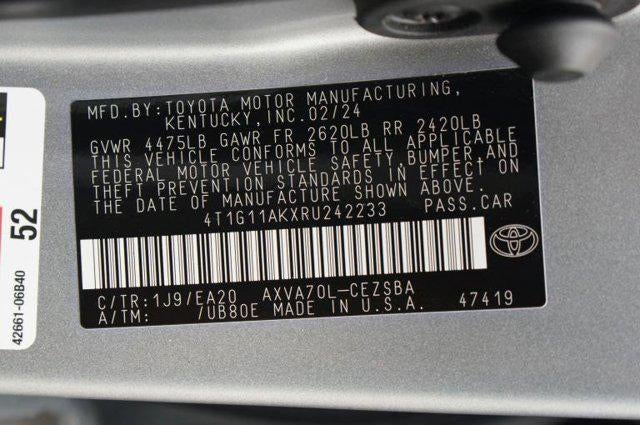 MFD.BY:TOYOTA MOTOR MANUFACTURING,
KENTUCKY,INC.02/24
GVWR 4475LB GAWR FR 2620LB RR 2420LB
THIS VEHICLE CONFORMS TO ALL APPLICABLE
FEDERAL MOTOR VEHICLE SAFETY,BUMPER,AND
THEFT PREVENTION STANDARDS IN EFFECT ON
THE DATE OF MANUFACTURE SHOWN ABOVE.
4T1G11AKXRU242233 PASS.CAR
C/TR:1J9/EA20 AXVA70L-CEZSBA
A/TM: /UB80E MADE IN U.S.A. 47419
52
42661-06B40